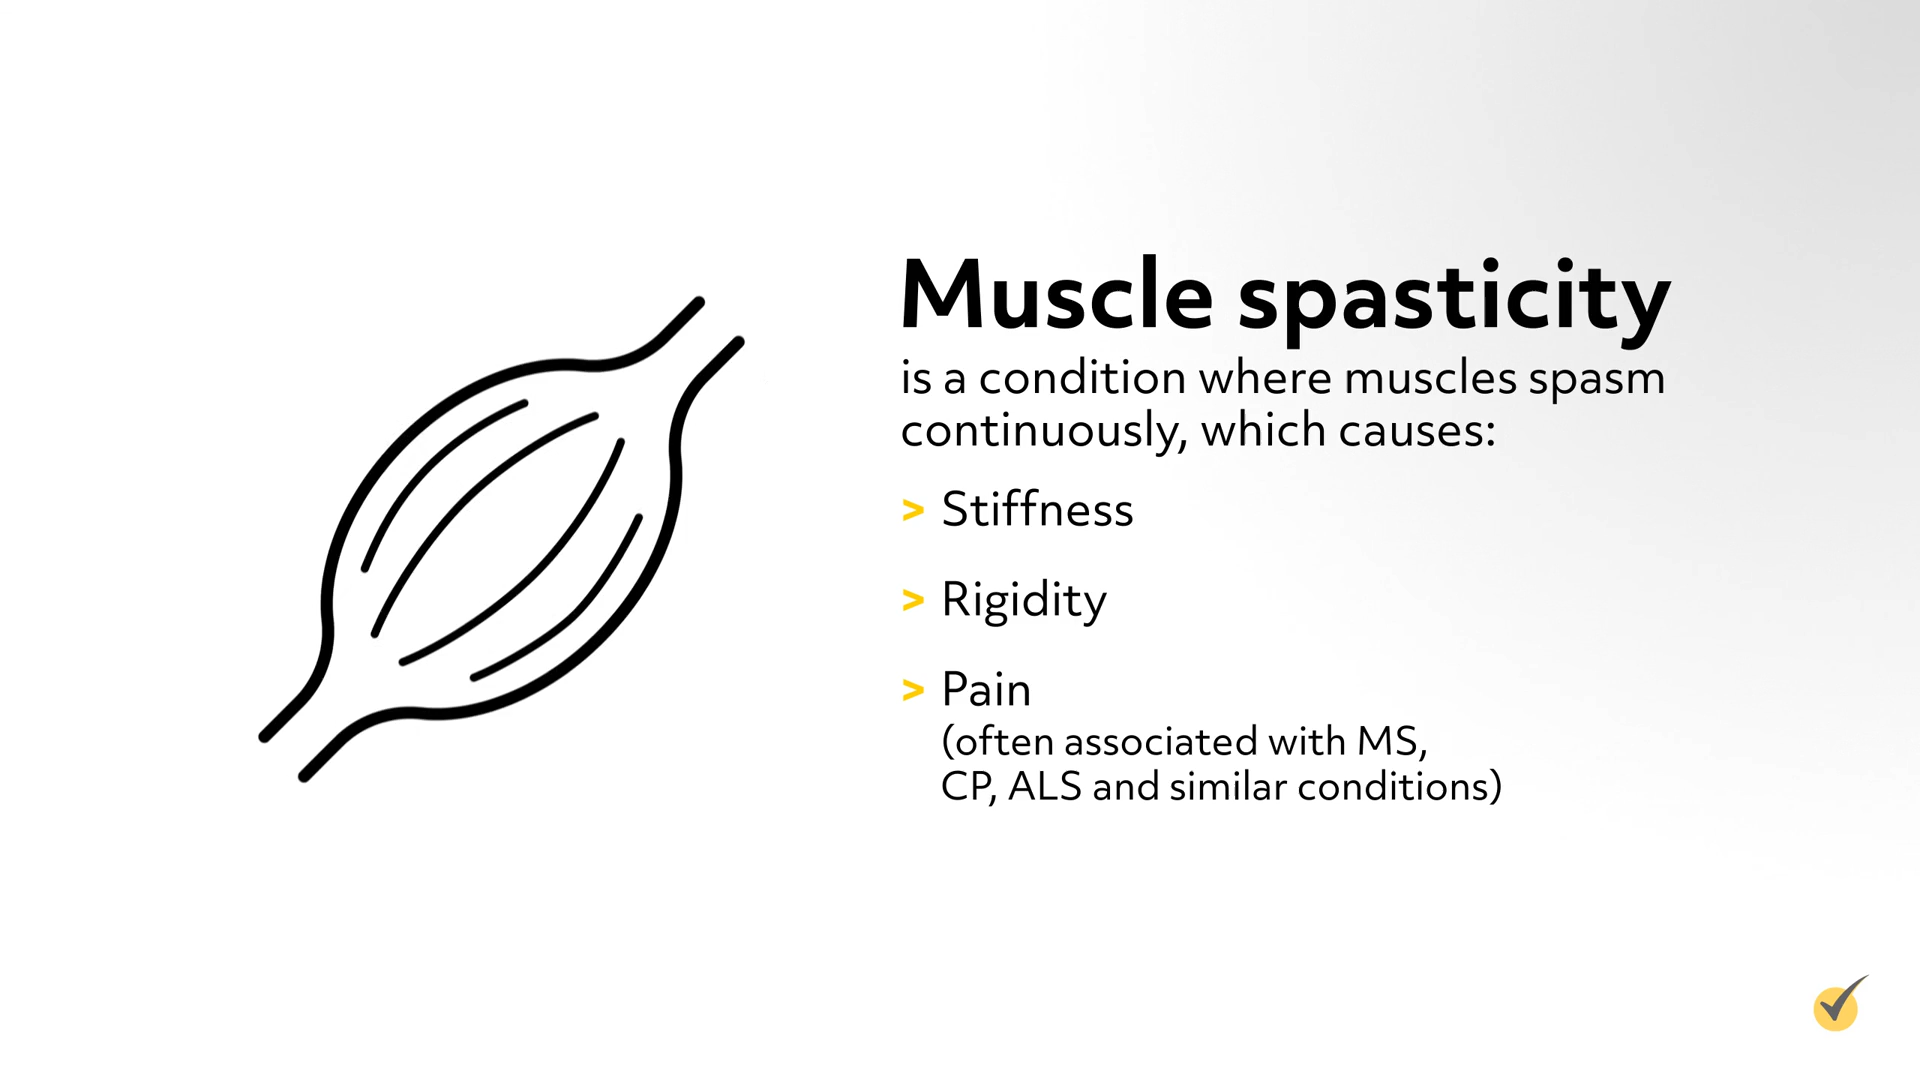 Muscle spasticity
is a condition where muscles spasm
continuously, which causes:
> Stiffness
> Rigidity
> Pain
(often associated with MS,
CP, ALS and similar conditions)